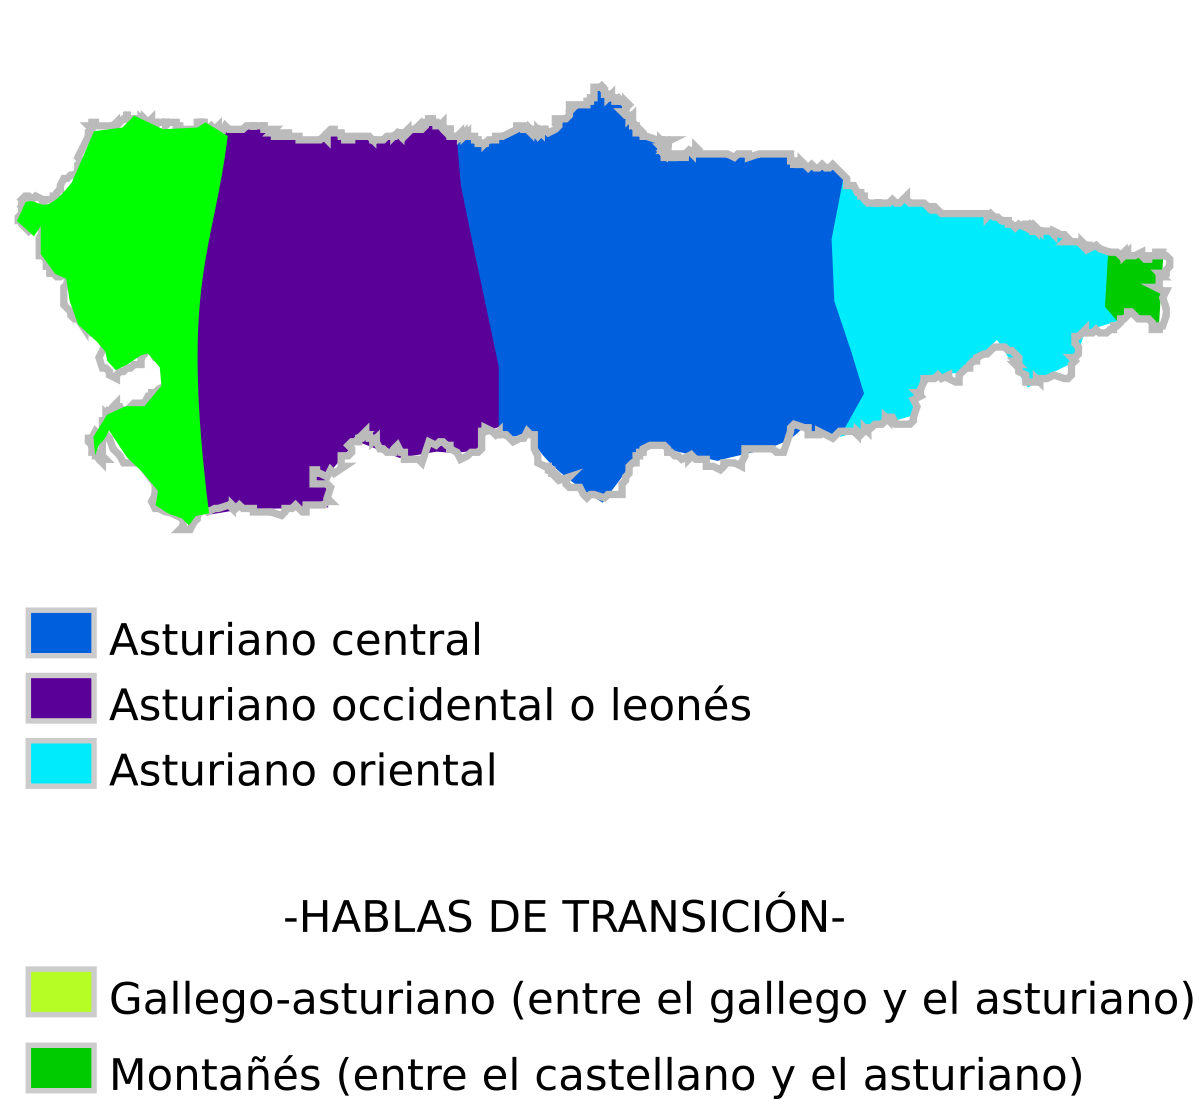 Asturiano central
Asturiano occidental o leonés
Asturiano oriental
-HABLAS DE TRANSICIÓN-
Gallego-asturiano (entre el gallego y el asturiano)
Montañés (entre el castellano y el asturiano)